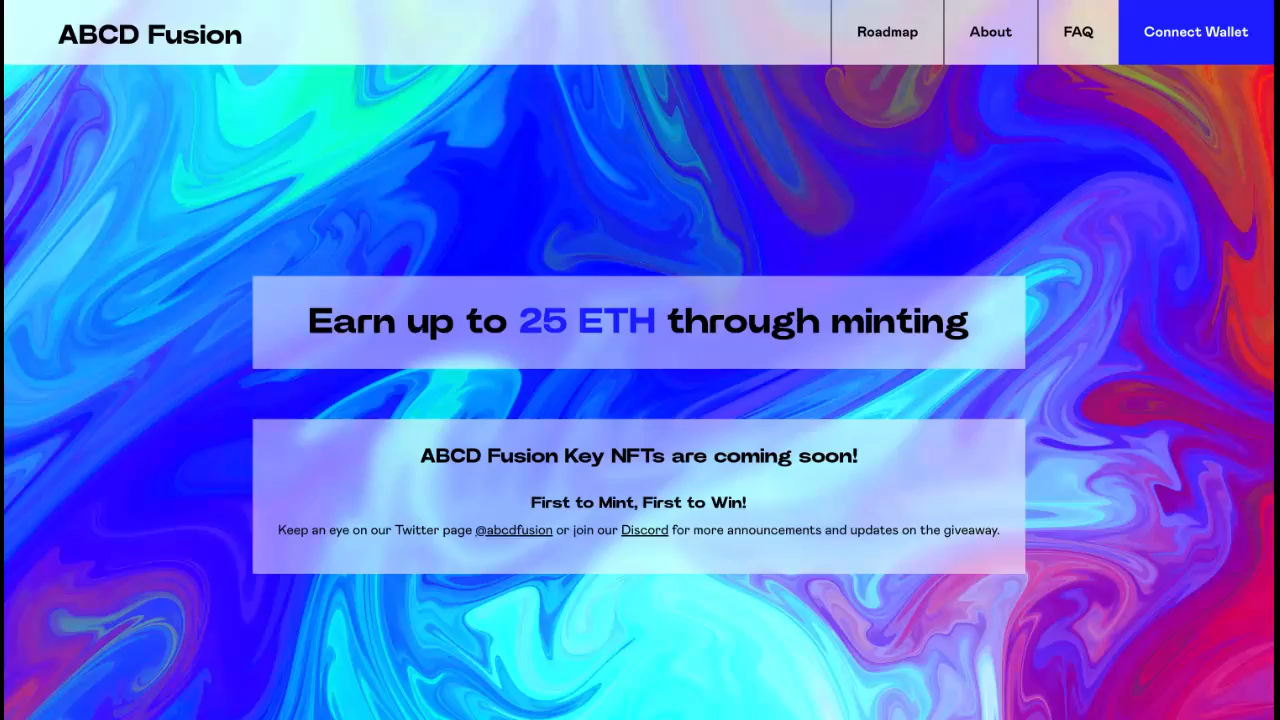 ABCD Fusion
Roadmap
About
FAQ
Connect Wallet
Earn up to 25 ETH through minting
ABCD Fusion Key NFTs are coming soon!
First to Mint, First to Win!
Keep an eye on our Twitter page @abcdfusion or join our Discord for more announcements and updates on the giveaway.